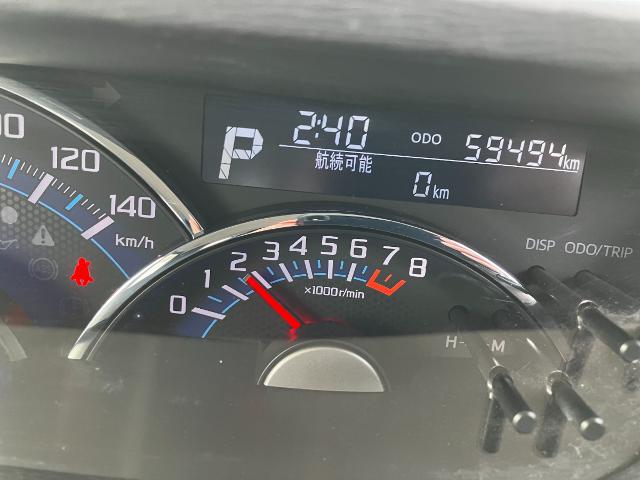 2:40 ODO 59494km
P
航続可能
0km
120
140
km/h
DISP ODO/TRIP
0 1 2 3 4 5 6 7 8
×1000r/min
H M